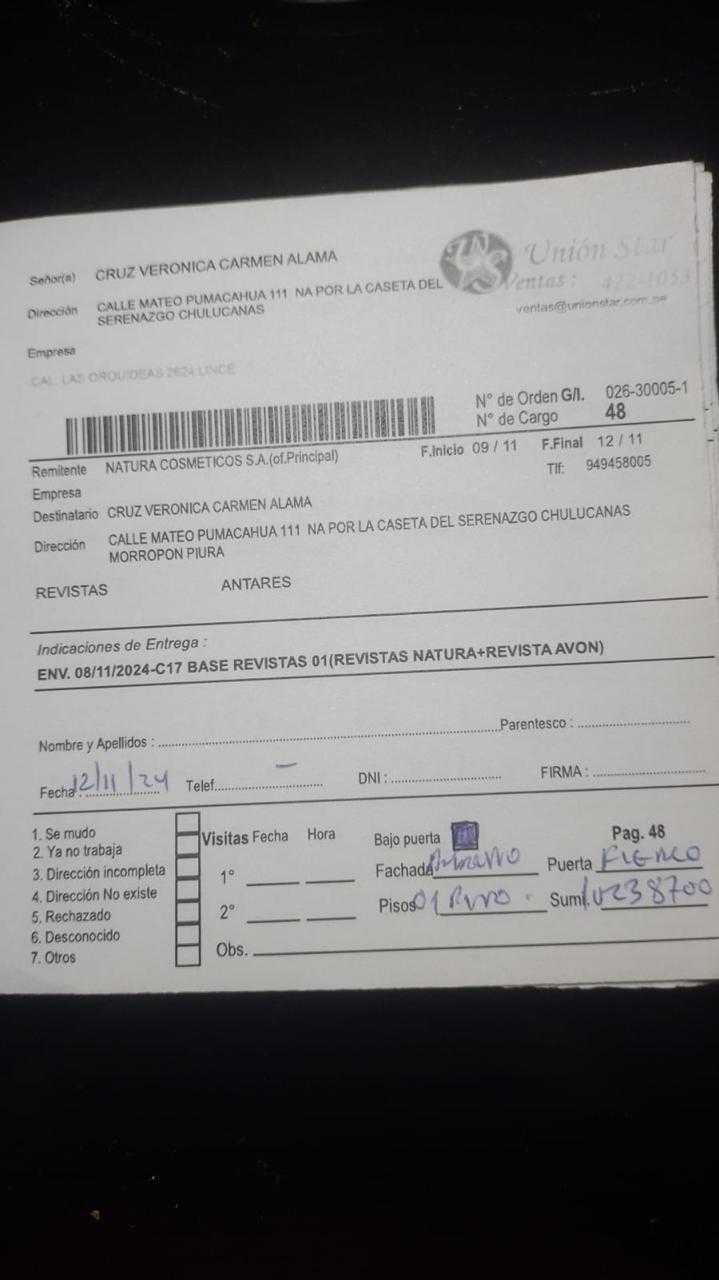 Señor(a) CRUZ VERONICA CARMEN ALAMA
Unión Star
Ventas : 422-1053
ventas@unionstar.com.pe
Dirección CALLE MATEO PUMACAHUA 111 NA POR LA CASETA DEL
SERENAZGO CHULUCANAS
Empresa
CAL. LAS ORQUIDEAS 2624 LINCE
N° de Orden G/I. 026-30005-1
N° de Cargo 48
Remitente NATURA COSMETICOS S.A.(of.Principal) F.Inicio 09 / 11 F.Final 12 / 11
Empresa Tlf: 949458005
Destinatario CRUZ VERONICA CARMEN ALAMA
Dirección CALLE MATEO PUMACAHUA 111 NA POR LA CASETA DEL SERENAZGO CHULUCANAS
MORROPON PIURA
REVISTAS ANTARES
Indicaciones de Entrega :
ENV. 08/11/2024-C17 BASE REVISTAS 01(REVISTAS NATURA+REVISTA AVON)
Nombre y Apellidos : Parentesco :
Fecha : 12/11/24 Telef. - DNI : FIRMA :
1. Se mudo
2. Ya no trabaja
3. Dirección incompleta
4. Dirección No existe
5. Rechazado
6. Desconocido
7. Otros
Visitas Fecha Hora
1°
2°
Obs.
Bajo puerta Pag. 48
Fachada Puerta
Pisos 01 Sumi.